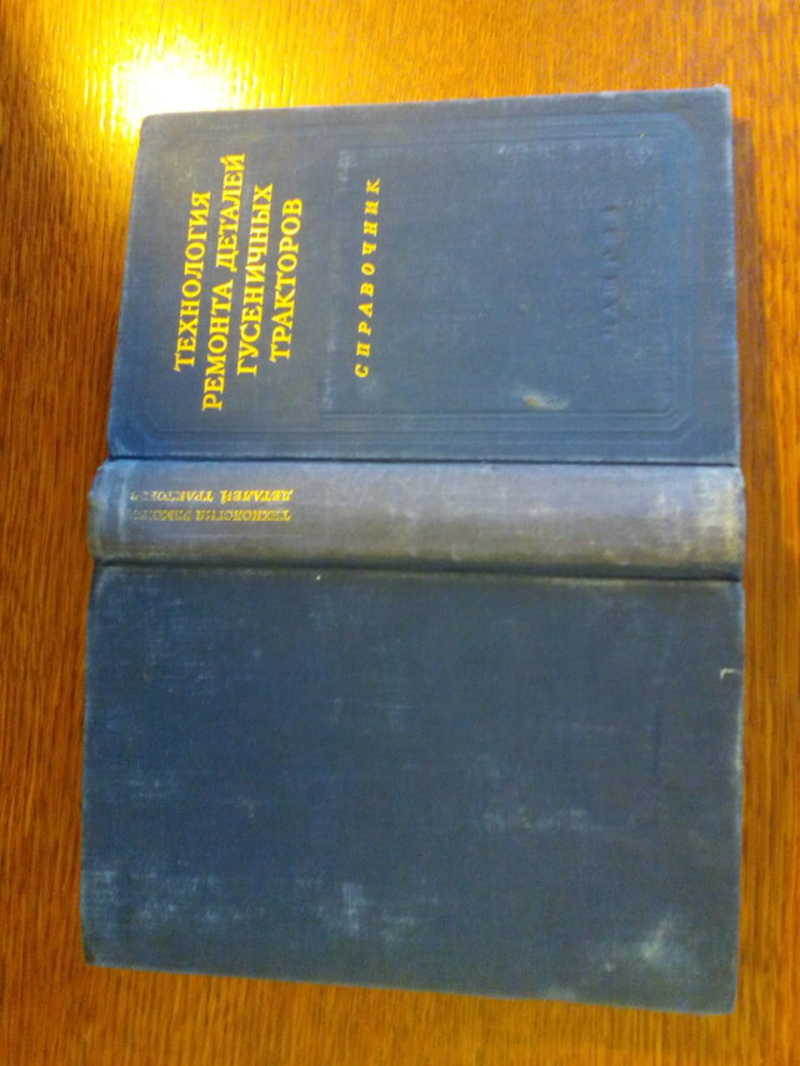 ТЕХНОЛОГИЯ
РЕМОНТА ДЕТАЛЕЙ
ГУСЕНИЧНЫХ
ТРАКТОРОВ
СПРАВОЧНИК
ТЕХНОЛОГИЯ РЕМОНТА
ДЕТАЛЕЙ ТРАКТОРОВ